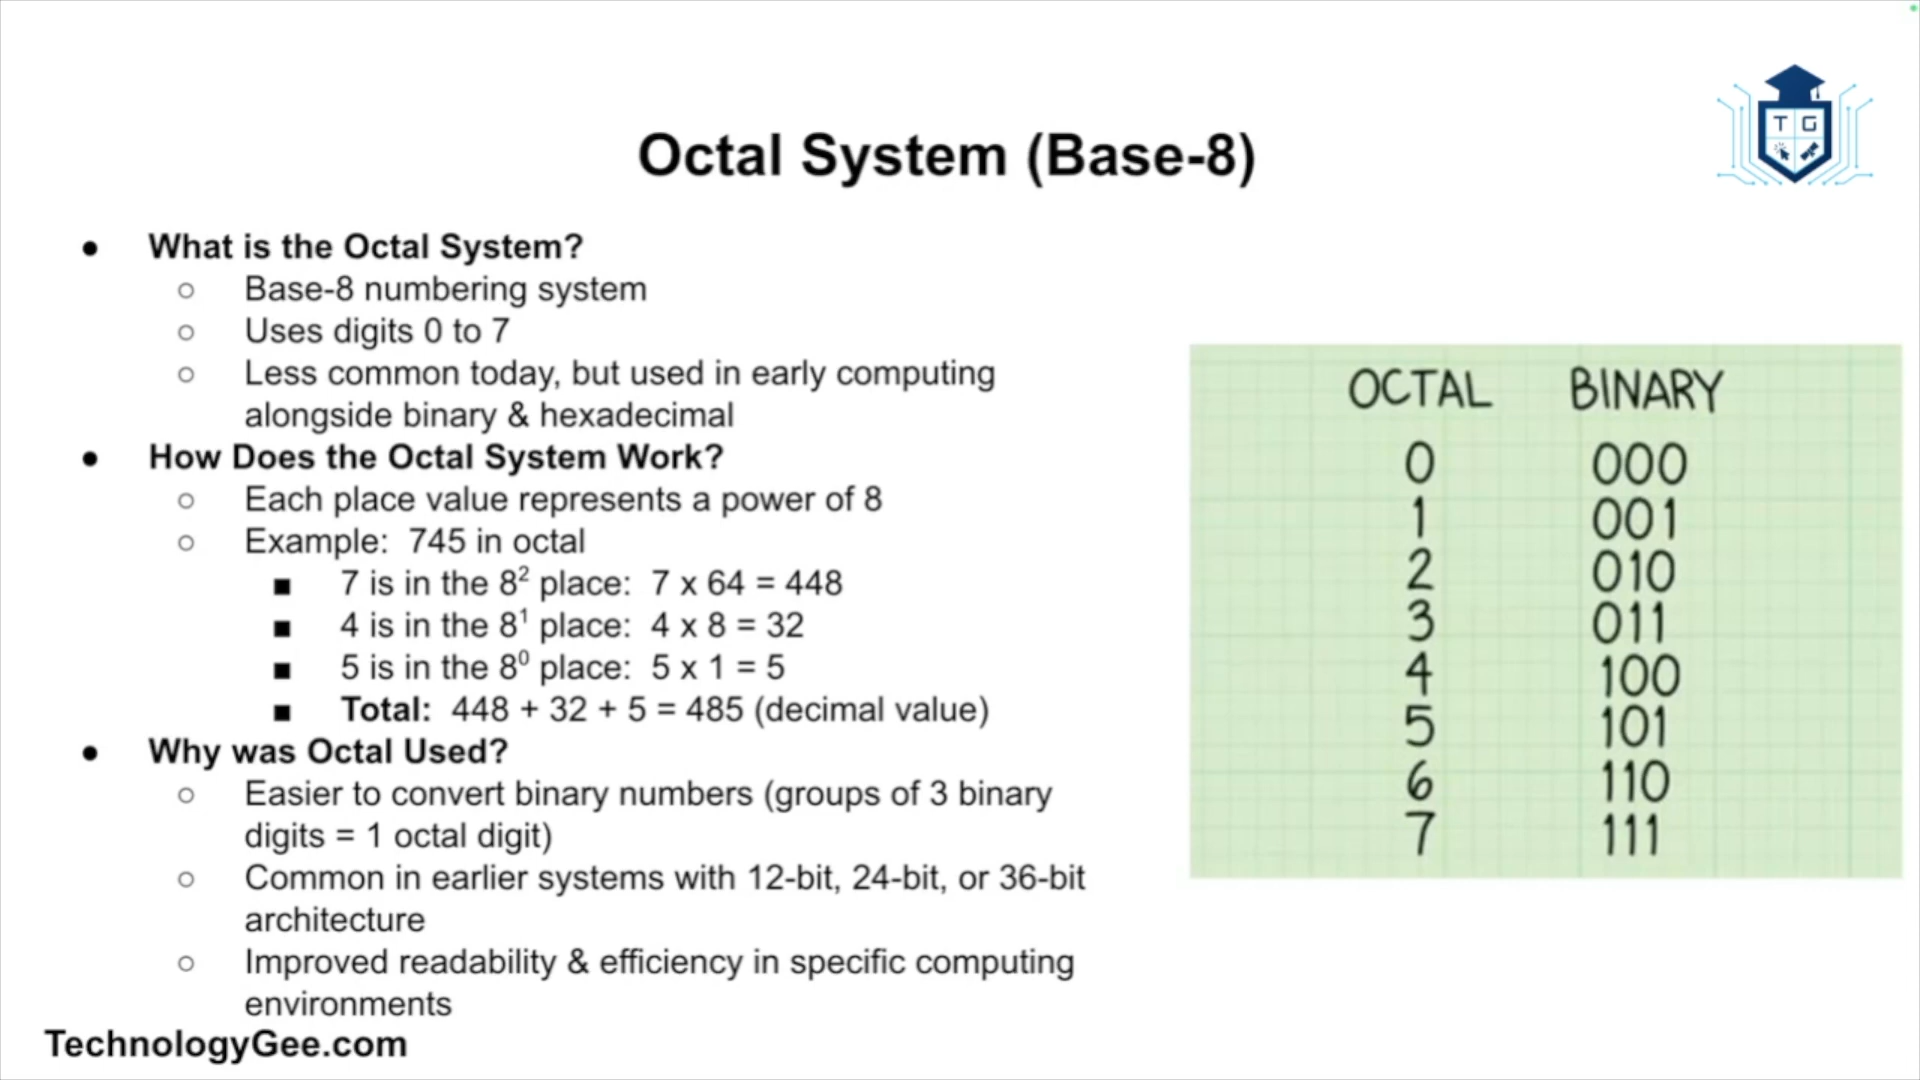 Octal System (Base-8)
T G
● What is the Octal System?
○ Base-8 numbering system
○ Uses digits 0 to 7
○ Less common today, but used in early computing
alongside binary & hexadecimal
● How Does the Octal System Work?
○ Each place value represents a power of 8
○ Example: 745 in octal
■ 7 is in the 8² place: 7 x 64 = 448
■ 4 is in the 8¹ place: 4 x 8 = 32
■ 5 is in the 8⁰ place: 5 x 1 = 5
■ Total: 448 + 32 + 5 = 485 (decimal value)
● Why was Octal Used?
○ Easier to convert binary numbers (groups of 3 binary
digits = 1 octal digit)
○ Common in earlier systems with 12-bit, 24-bit, or 36-bit
architecture
○ Improved readability & efficiency in specific computing
environments
OCTAL BINARY
0 000
1 001
2 010
3 011
4 100
5 101
6 110
7 111
TechnologyGee.com